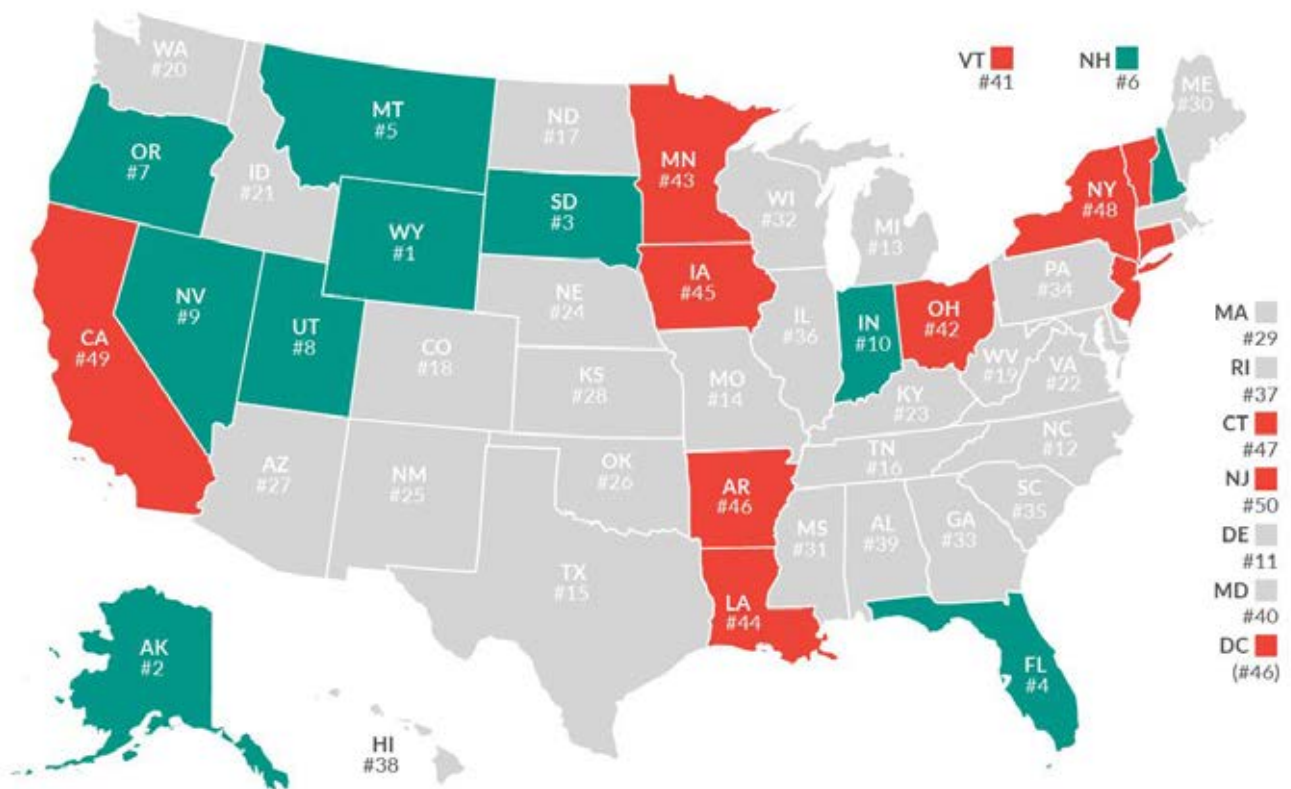 WA
#20
VT
#41
NH
#6
ME
#30
MT
#5
ND
#17
MN
#43
OR
#7
ID
#21
SD
#3
WI
#32
MI
#13
NY
#48
WY
#1
IA
#45
PA
#34
NE
#24
NV
#9
UT
#8
CA
#49
CO
#18
IL
#36
IN
#10
OH
#42
MA
#29
WV
#19
VA
#22
KS
#28
MO
#14
KY
#23
RI
#37
CT
#47
NC
#12
TN
#16
AZ
#27
NM
#25
OK
#26
AR
#46
SC
#35
NJ
#50
MS
#31
AL
#39
GA
#33
DE
#11
TX
#15
LA
#44
MD
#40
AK
#2
FL
#4
DC
(#46)
HI
#38